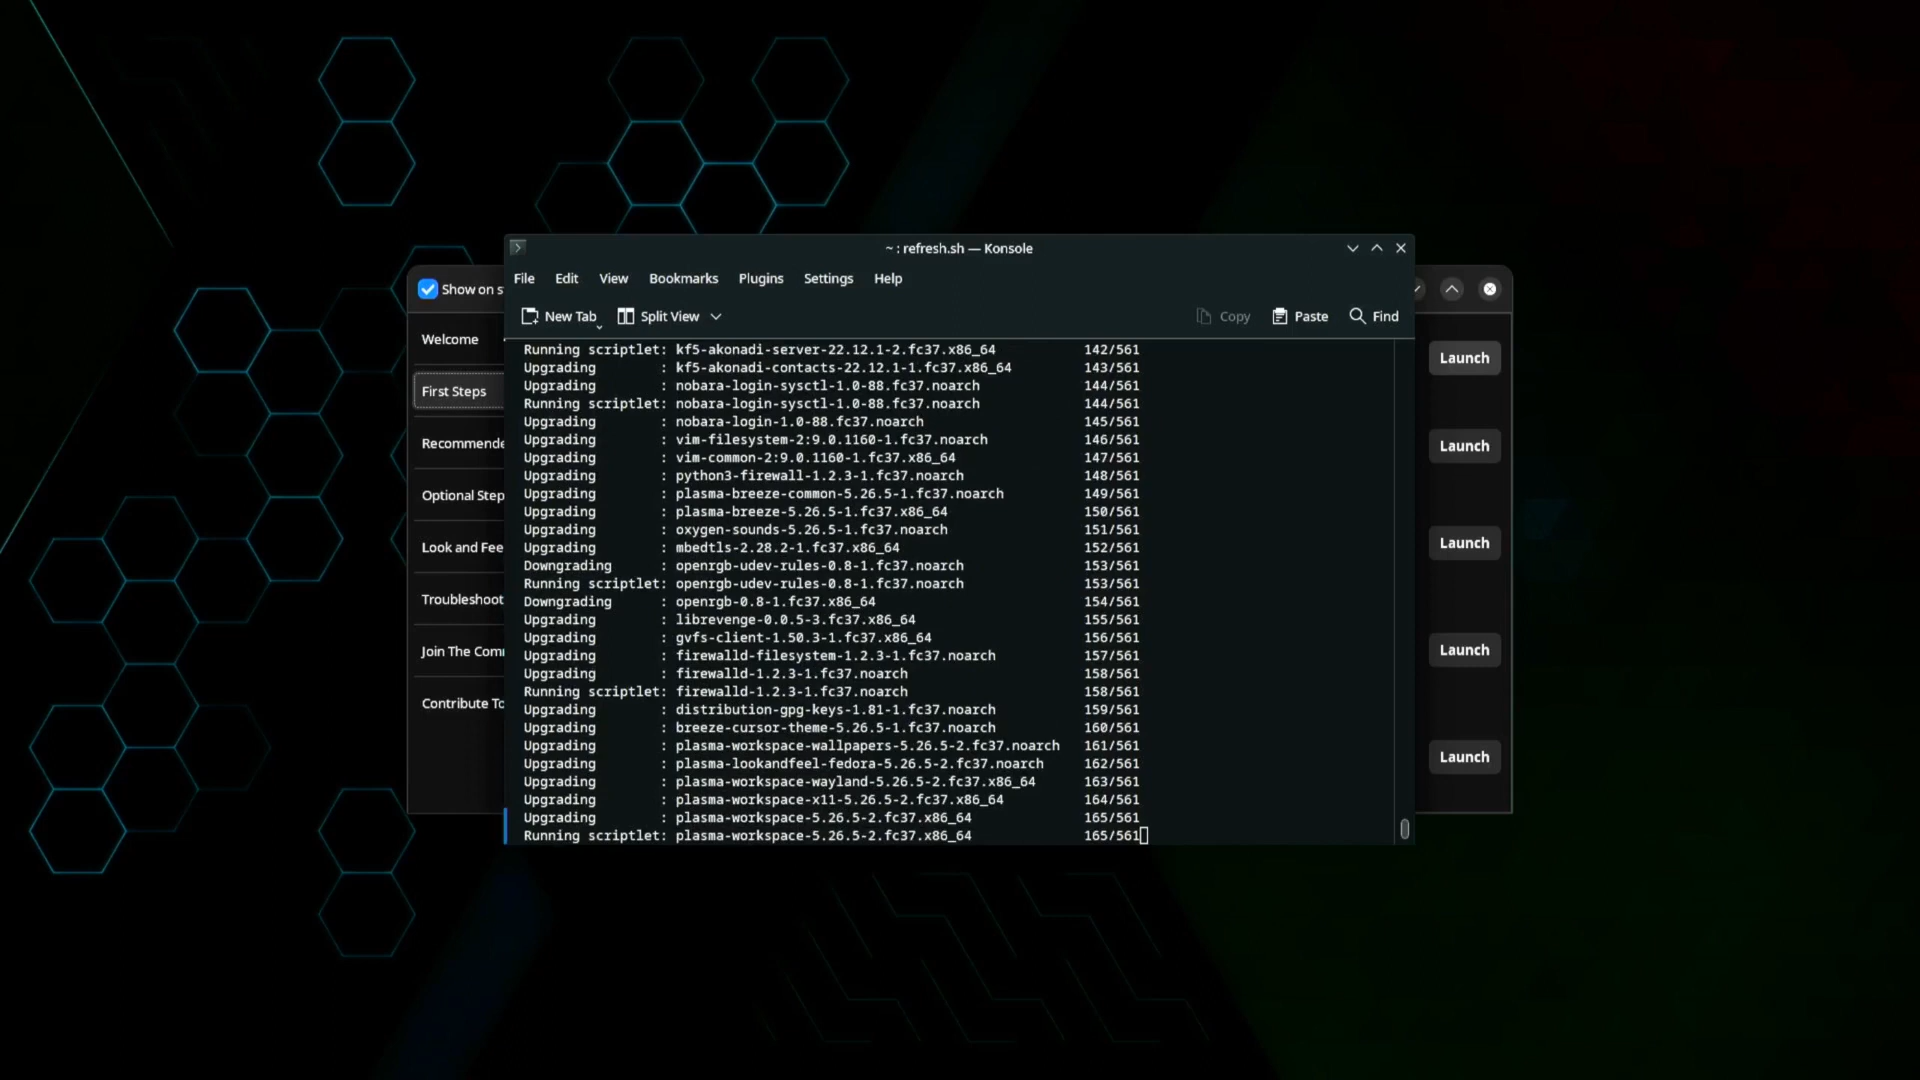 ~ : refresh.sh — Konsole
File Edit View Bookmarks Plugins Settings Help
New Tab Split View Copy Paste Find
Show on s
Welcome
First Steps
Recommende
Optional Step
Look and Fee
Troubleshoot
Join The Com
Contribute To
Running scriptlet: kf5-akonadi-server-22.12.1-2.fc37.x86_64 142/561
Upgrading : kf5-akonadi-contacts-22.12.1-1.fc37.x86_64 143/561
Upgrading : nobara-login-sysctl-1.0-88.fc37.noarch 144/561
Running scriptlet: nobara-login-sysctl-1.0-88.fc37.noarch 144/561
Upgrading : nobara-login-1.0-88.fc37.noarch 145/561
Upgrading : vim-filesystem-2:9.0.1160-1.fc37.noarch 146/561
Upgrading : vim-common-2:9.0.1160-1.fc37.x86_64 147/561
Upgrading : python3-firewall-1.2.3-1.fc37.noarch 148/561
Upgrading : plasma-breeze-common-5.26.5-1.fc37.noarch 149/561
Upgrading : plasma-breeze-5.26.5-1.fc37.x86_64 150/561
Upgrading : oxygen-sounds-5.26.5-1.fc37.noarch 151/561
Upgrading : mbedtls-2.28.2-1.fc37.x86_64 152/561
Downgrading : openrgb-udev-rules-0.8-1.fc37.noarch 153/561
Running scriptlet: openrgb-udev-rules-0.8-1.fc37.noarch 153/561
Downgrading : openrgb-0.8-1.fc37.x86_64 154/561
Upgrading : librevenge-0.0.5-3.fc37.x86_64 155/561
Upgrading : gvfs-client-1.50.3-1.fc37.x86_64 156/561
Upgrading : firewalld-filesystem-1.2.3-1.fc37.noarch 157/561
Upgrading : firewalld-1.2.3-1.fc37.noarch 158/561
Running scriptlet: firewalld-1.2.3-1.fc37.noarch 158/561
Upgrading : distribution-gpg-keys-1.81-1.fc37.noarch 159/561
Upgrading : breeze-cursor-theme-5.26.5-1.fc37.noarch 160/561
Upgrading : plasma-workspace-wallpapers-5.26.5-2.fc37.noarch 161/561
Upgrading : plasma-lookandfeel-fedora-5.26.5-2.fc37.noarch 162/561
Upgrading : plasma-workspace-wayland-5.26.5-2.fc37.x86_64 163/561
Upgrading : plasma-workspace-x11-5.26.5-2.fc37.x86_64 164/561
Upgrading : plasma-workspace-5.26.5-2.fc37.x86_64 165/561
Running scriptlet: plasma-workspace-5.26.5-2.fc37.x86_64 165/561
Launch
Launch
Launch
Launch
Launch